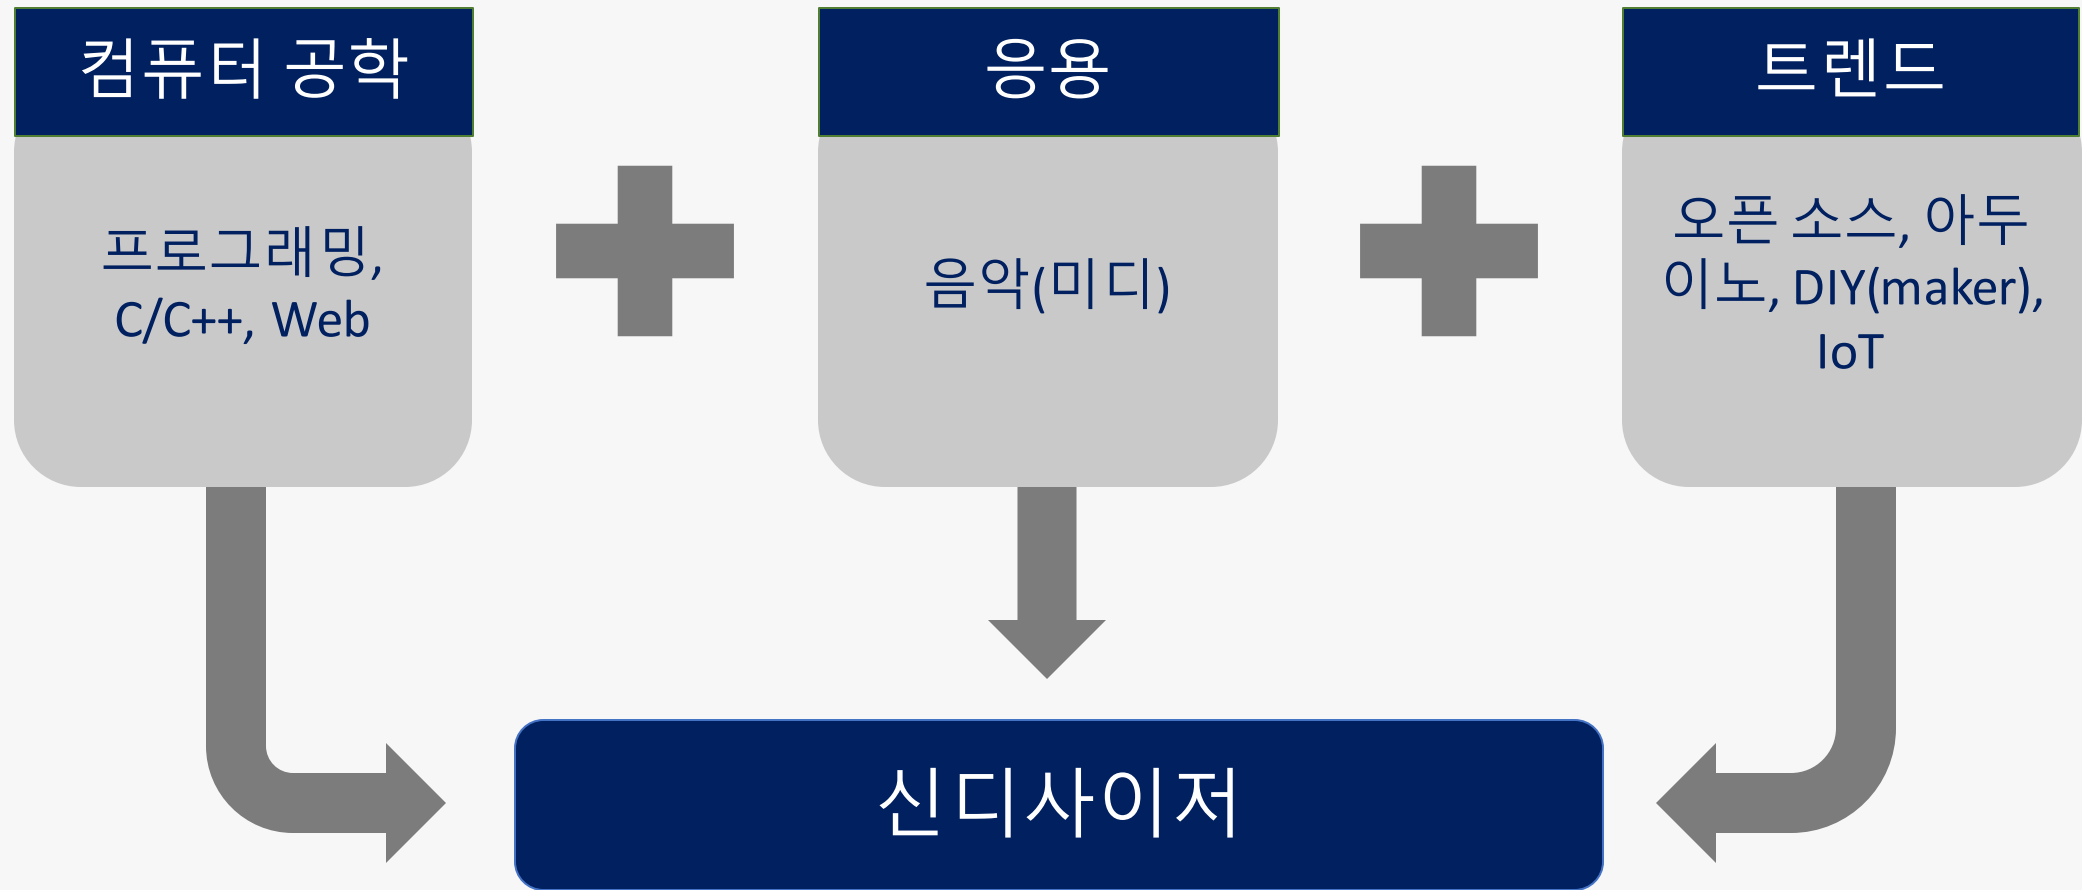 컴퓨터 공학
프로그래밍,
C/C++, Web
응용
음악(미디)
트렌드
오픈 소스, 아두
이노, DIY(maker),
IoT
신디사이저